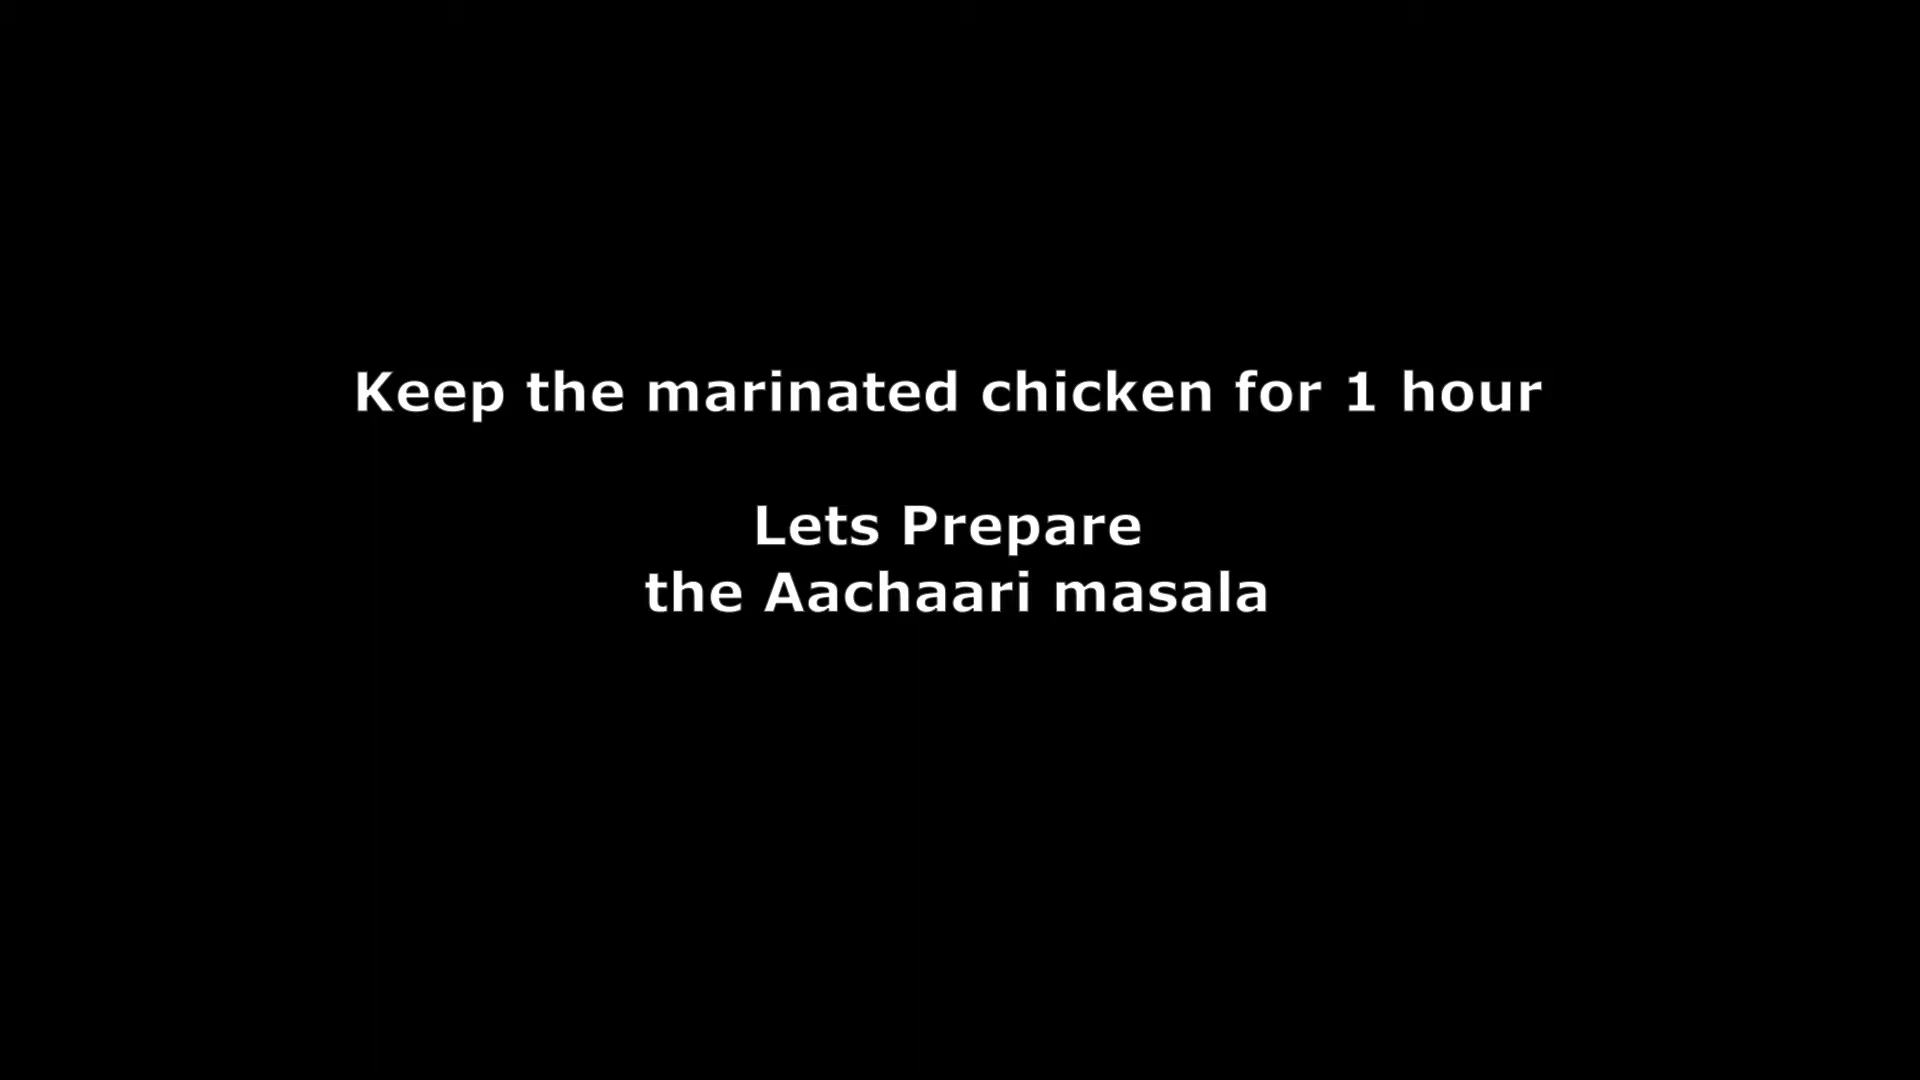 Keep the marinated chicken for 1 hour
Lets Prepare
the Aachaari masala